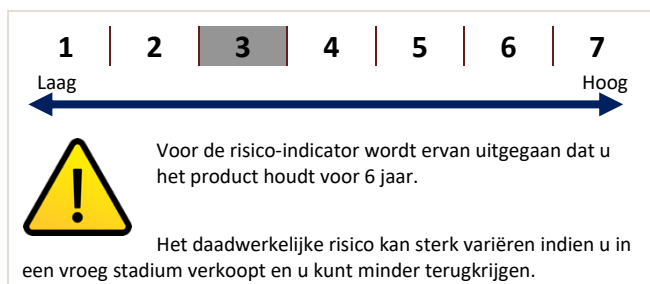 1 2 3 4 5 6 7
Laag Hoog
Voor de risico-indicator wordt ervan uitgegaan dat u
het product houdt voor 6 jaar.
Het daadwerkelijke risico kan sterk variëren indien u in
een vroeg stadium verkoopt en u kunt minder terugkrijgen.